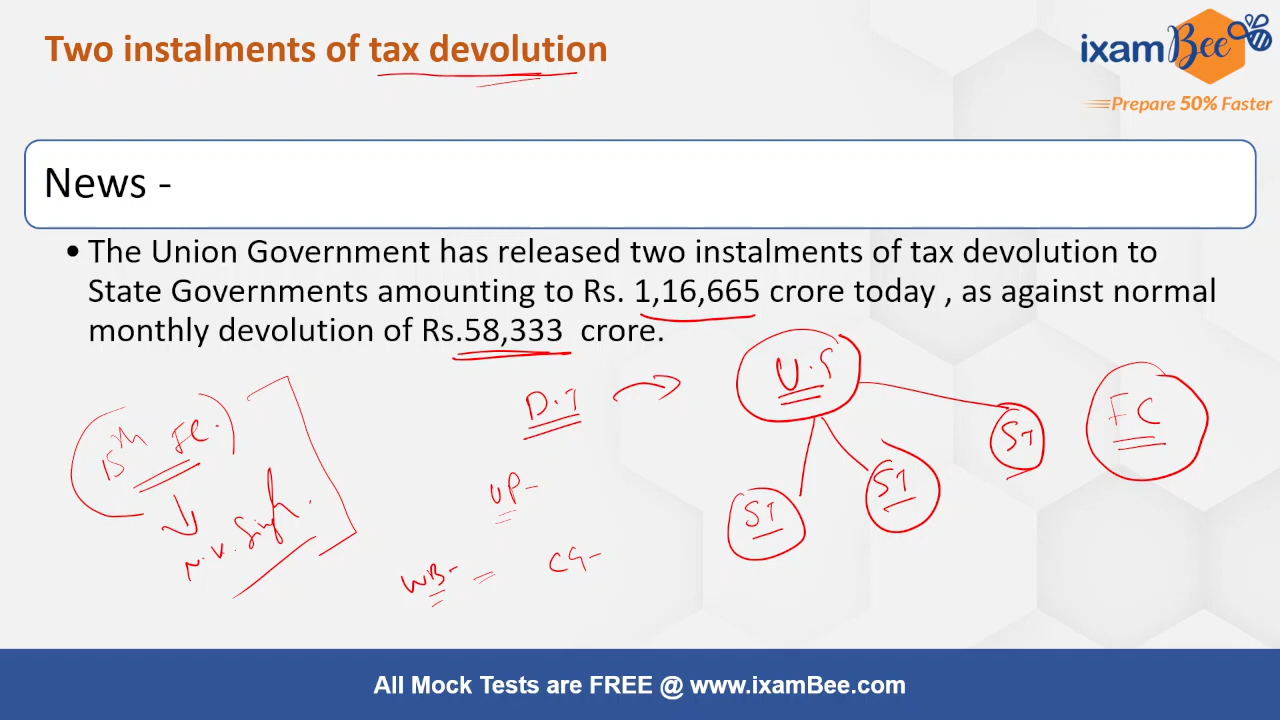 Two instalments of tax devolution
ixamBee
Prepare 50% Faster
News -
• The Union Government has released two instalments of tax devolution to
State Governments amounting to Rs. 1,16,665 crore today , as against normal
monthly devolution of Rs.58,333 crore.
D.T
ST
FC
15th FC.
UP-
ST
ST
N.K. Singh.
WB-
CG-
All Mock Tests are FREE @ www.ixamBee.com